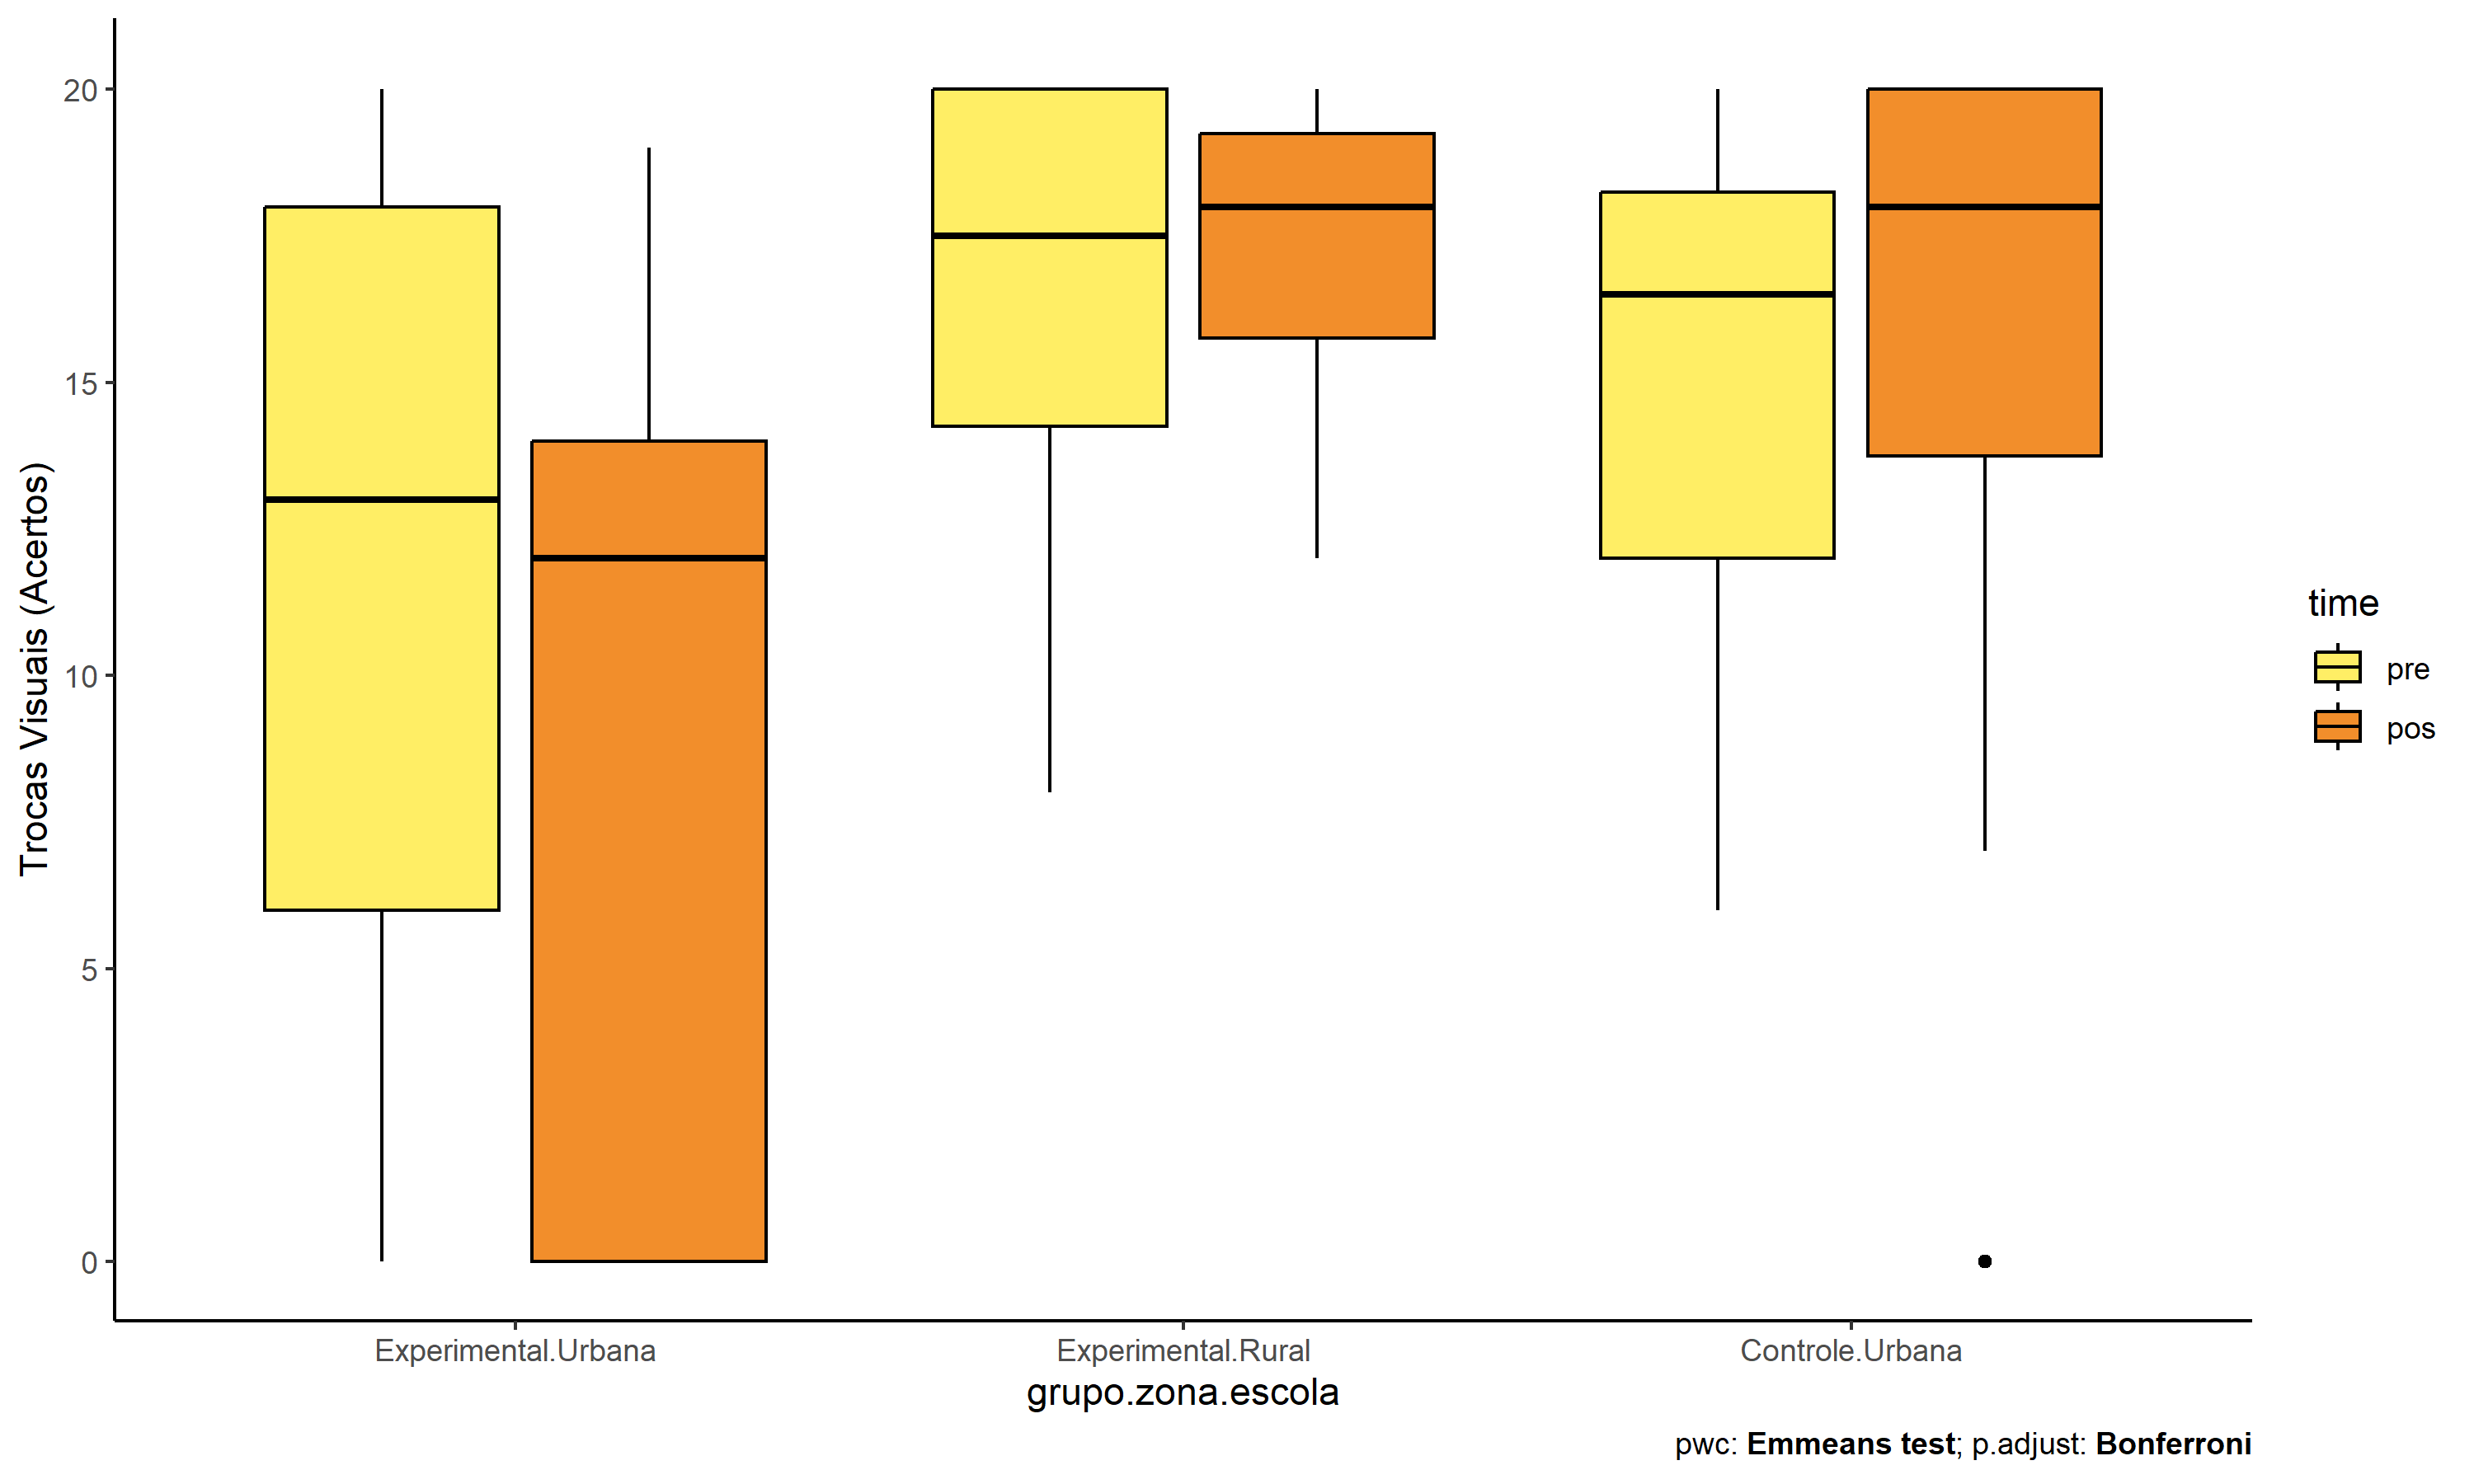 Trocas Visuais (Acertos)
20
15
10
5
0
Experimental.Urbana
Experimental.Rural
Controle.Urbana
grupo.zona.escola
time
pre
pos
pwc: Emmeans test; p.adjust: Bonferroni